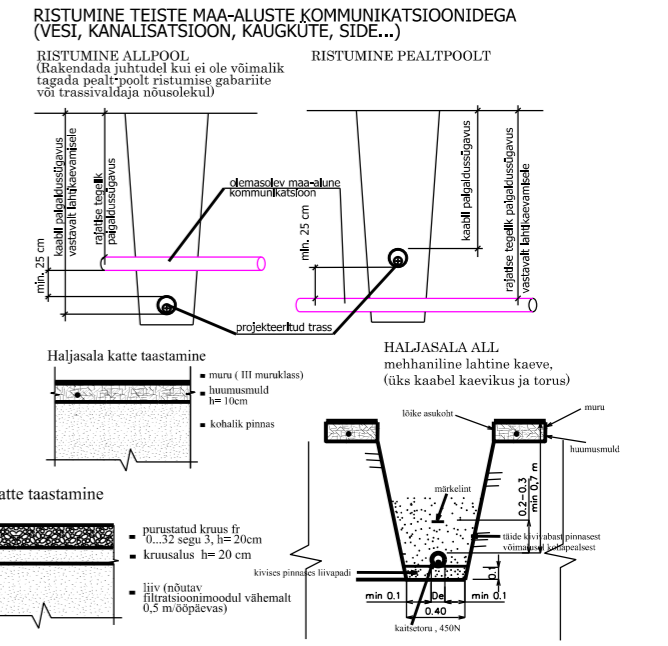 RISTUMINE TEISTE MAA-ALUSTE KOMMUNIKATSIOONIDEGA
(VESI, KANALISATSIOON, KAUGKÜTE, SIDE...)
RISTUMINE ALLPOOL
(Rakendada juhtudel kui ei ole võimalik
tagada pealt-poolt ristumise gabariite
või trassivaldaja nõusolekul)
kaabli paigaldussügavus
vastavalt lahtikaevamisele
rajatise tegelik
paigaldussügavus
min. 25 cm
RISTUMINE PEALTPOOLT
olemasolev maa-alune
kommunikatsioon
min. 25 cm
kaabli paigaldussügavus
rajatise tegelik paigaldussügavus
vastavalt lahtikaevamisele
projekteeritud trass
Haljasala katte taastamine
muru ( III muruklass)
huumusmuld
h= 10cm
kohalik pinnas
atte taastamine
purustatud kruus fr
0...32 segu 3, h= 20cm
kruusalus h= 20 cm
liiv (nõutav
filtratsioonimoodul vähemalt
0,5 m/ööpäevas)
HALJASALA ALL
mehhaniline lahtine kaeve,
(üks kaabel kaevikus ja torus)
lõike asukoht
muru
huumusmuld
märkelint
0.2-0.3
min 0,7 m
täide kivivabast pinnasest
võimalusel kohapealsest
kivises pinnases liivapadi
0.1
min 0.1
De
min 0.1
0.40
kaitsetoru , 450N